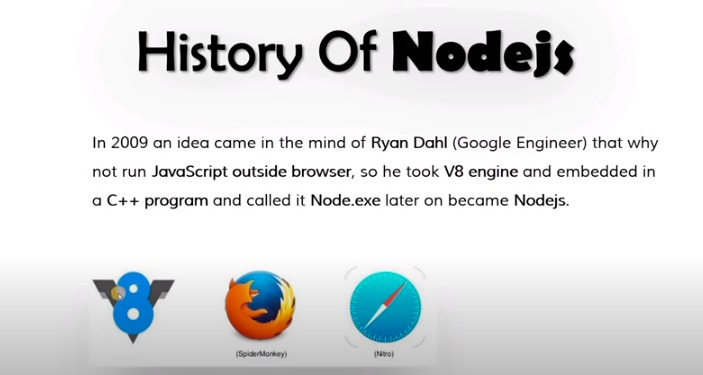 History Of Nodejs
In 2009 an idea came in the mind of Ryan Dahl (Google Engineer) that why
not run JavaScript outside browser, so he took V8 engine and embedded in
a C++ program and called it Node.exe later on became Nodejs.
8
(SpiderMonkey)
(Nitro)